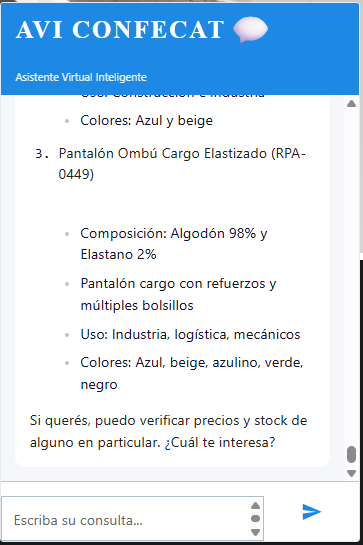 AVI CONFECAT 💬
Asistente Virtual Inteligente
Uso: Construcción e industria
Colores: Azul y beige
3. Pantalón Ombú Cargo Elastizado (RPA-
0449)
Composición: Algodón 98% y
Elastano 2%
Pantalón cargo con refuerzos y
múltiples bolsillos
Uso: Industria, logística, mecánicos
Colores: Azul, beige, azulino, verde,
negro
Si querés, puedo verificar precios y stock de
alguno en particular. ¿Cuál te interesa?
Escriba su consulta...